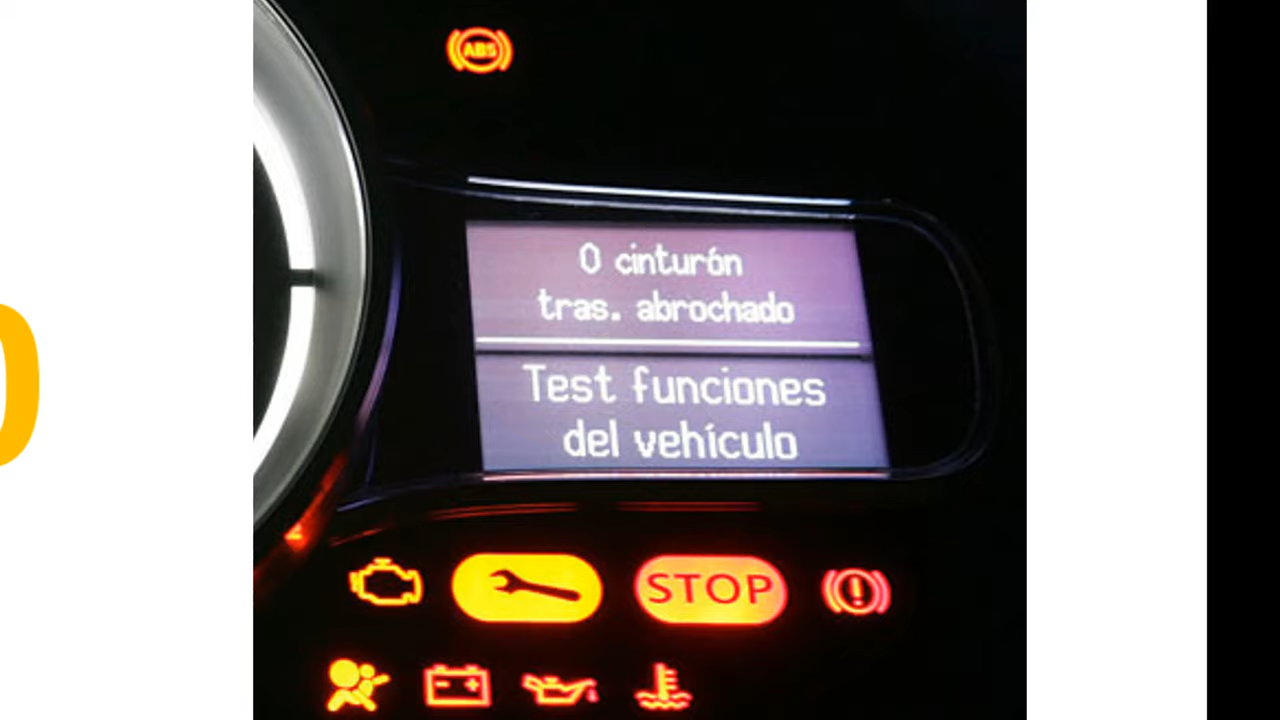 ABS
0 cinturón
tras. abrochado
Test funciones
del vehículo
STOP